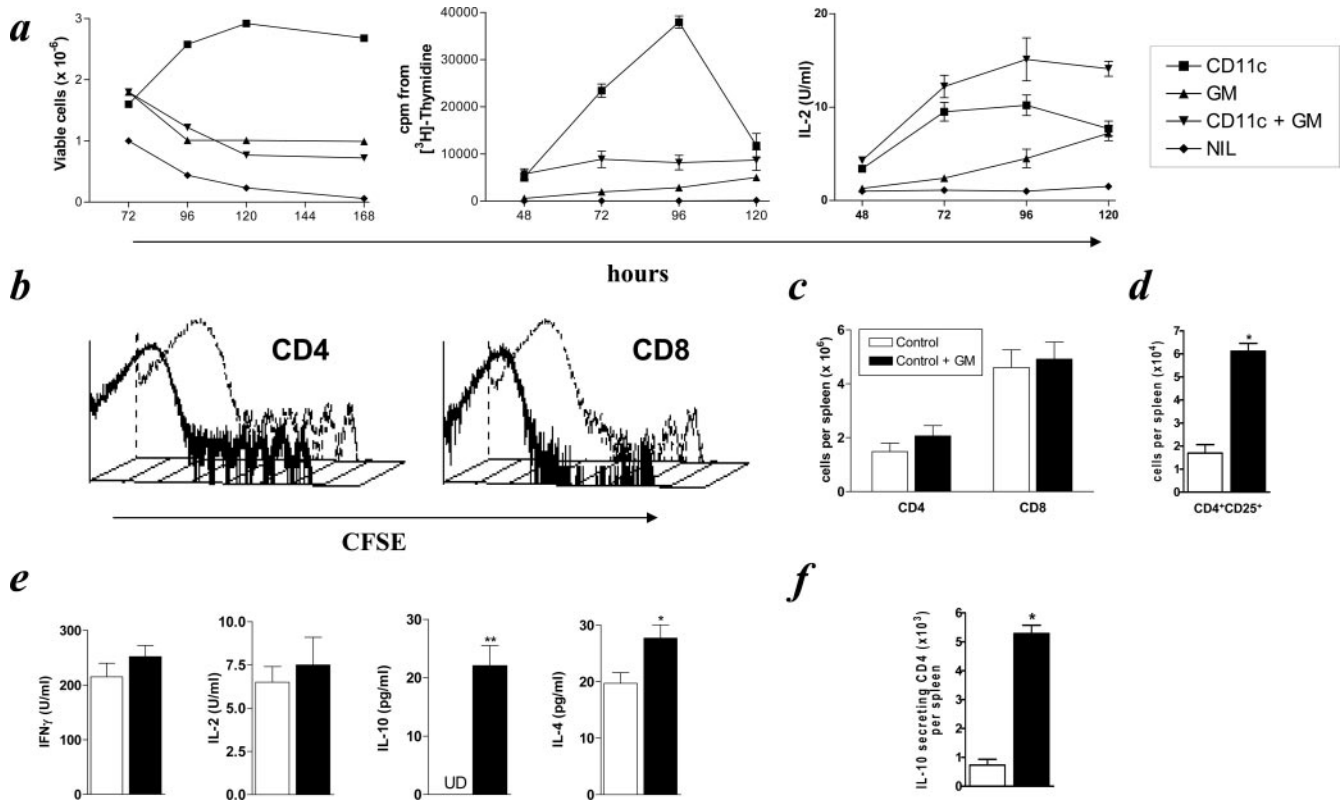 a
Viable cells (x 10⁻⁶)
3
2
1
0
72 96 120 144 168
cpm from
[³H]-Thymidine
40000
30000
20000
10000
0
48 72 96 120
IL-2 (U/ml)
20
10
0
48 72 96 120
CD11c
GM
CD11c + GM
NIL
hours
b
CD4
CD8
CFSE
c
cells per spleen (x 10⁶)
6
4
2
0
Control
Control + GM
CD4 CD8
d
cells per spleen (x10⁴)
7
6
5
4
3
2
1
0
*
CD4⁺CD25⁺
e
IFNγ (U/ml)
300
200
100
0
IL-2 (U/ml)
10.0
7.5
5.0
2.5
0.0
IL-10 (pg/ml)
30
20
10
0
UD
**
IL-4 (pg/ml)
30
20
10
0
*
f
IL-10 secreting CD4 (x10³)
per spleen
6
5
4
3
2
1
0
*